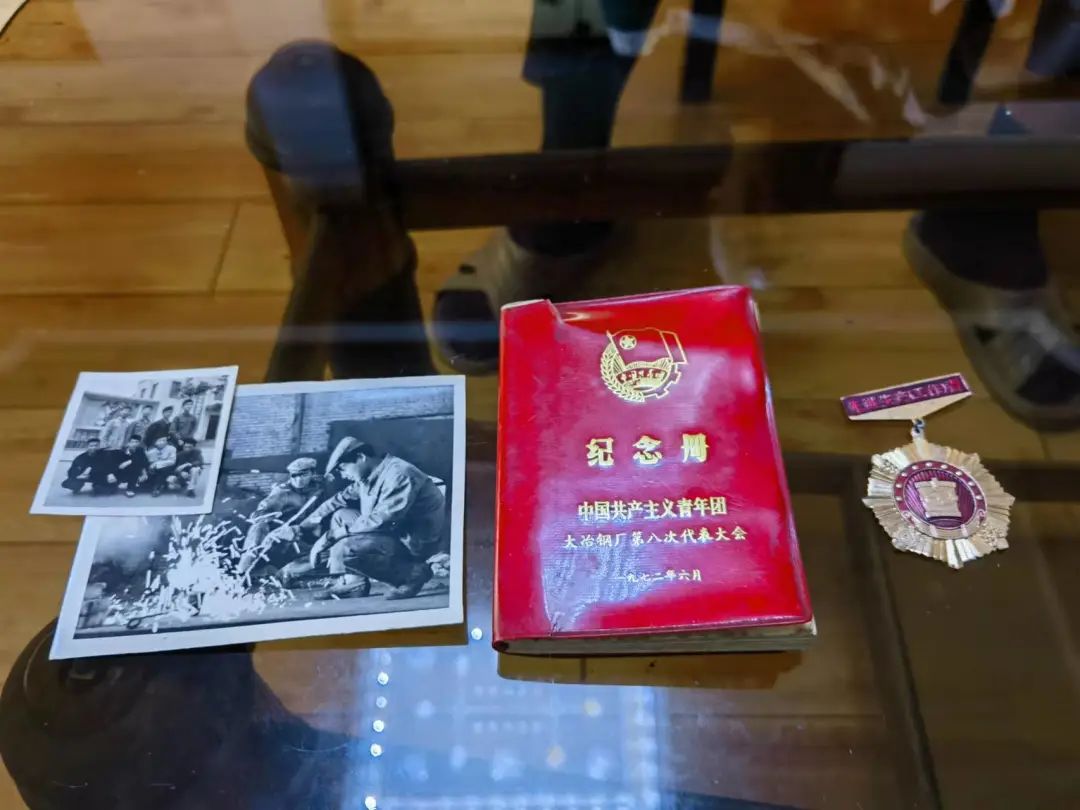 纪念册
中国共产主义青年团
大冶钢厂第八次代表大会
一九七二年六月